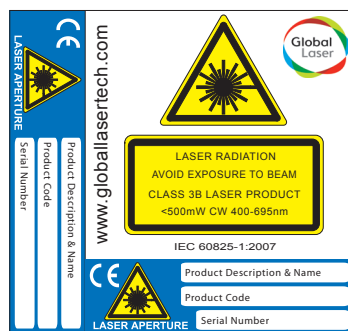 CE
LASER APERTURE
Product Description & Name
Product Code
Serial Number
www.globallasertech.com
Global
Laser
LASER RADIATION
AVOID EXPOSURE TO BEAM
CLASS 3B LASER PRODUCT
<500mW CW 400-695nm
IEC 60825-1:2007
CE
LASER APERTURE
Product Description & Name
Product Code
Serial Number